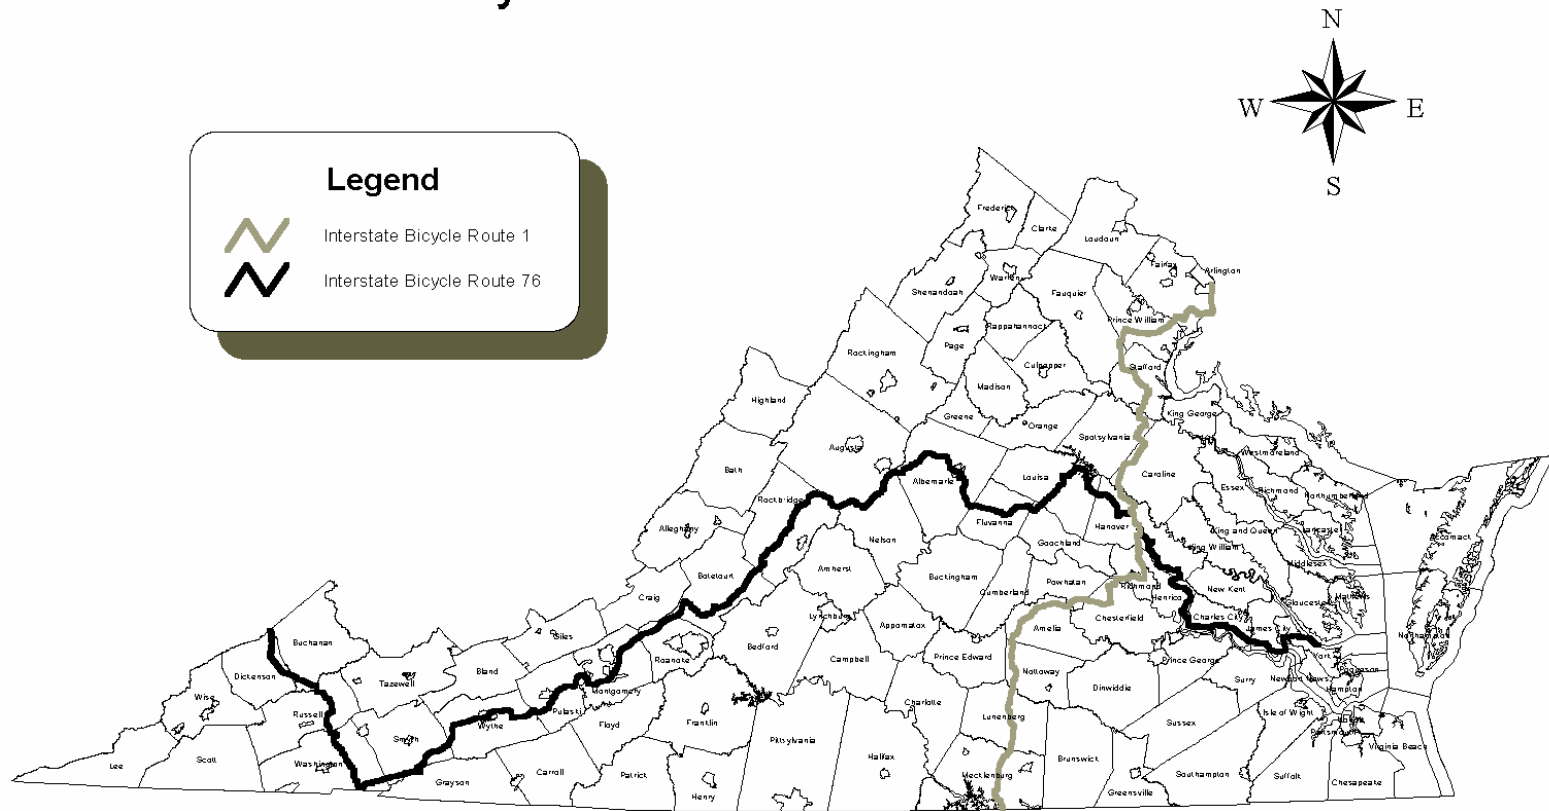 N
W E
S
Legend
Interstate Bicycle Route 1
Interstate Bicycle Route 76
Frederick
Clarke
Loudoun
Fairfax
Arlington
Shenandoah
Warren
Fauquier
Prince William
Rappahannock
Page
Rockingham
Culpepper
Stafford
Madison
Highland
Greene
King George
Orange
Spotsylvania
Augusta
Westmoreland
Bath
Louisa
Caroline
Albemarle
Essex
Richmond
Northumberland
Rockbridge
Fluvanna
Hanover
Alleghany
King and Queen
Lancaster
Nelson
Goochland
King William
Accomack
Middlesex
Amherst
Botetourt
Buckingham
Powhatan
Richmond
New Kent
Cumberland
Henrico
Mathews
Craig
Gloucester
Lynchburg
Chesterfield
Charles City
Appomatox
Amelia
James City
Giles
Northampton
Buchanan
Bedford
Prince Edward
York
Roanoke
Campbell
Prince George
Bland
Nottoway
Poquoson
Dickenson
Tazewell
Surry
Newport News
Montgomery
Dinwiddie
Hampton
Wise
Charlotte
Pulaski
Russell
Floyd
Franklin
Lunenberg
Isle of Wight
Wythe
Sussex
Portsmouth
Smyth
Pittsylvania
Virginia Beach
Scott
Halifax
Brunswick
Lee
Washington
Carroll
Patrick
Mecklenburg
Southampton
Suffolk
Grayson
Chesapeake
Henry
Greensville